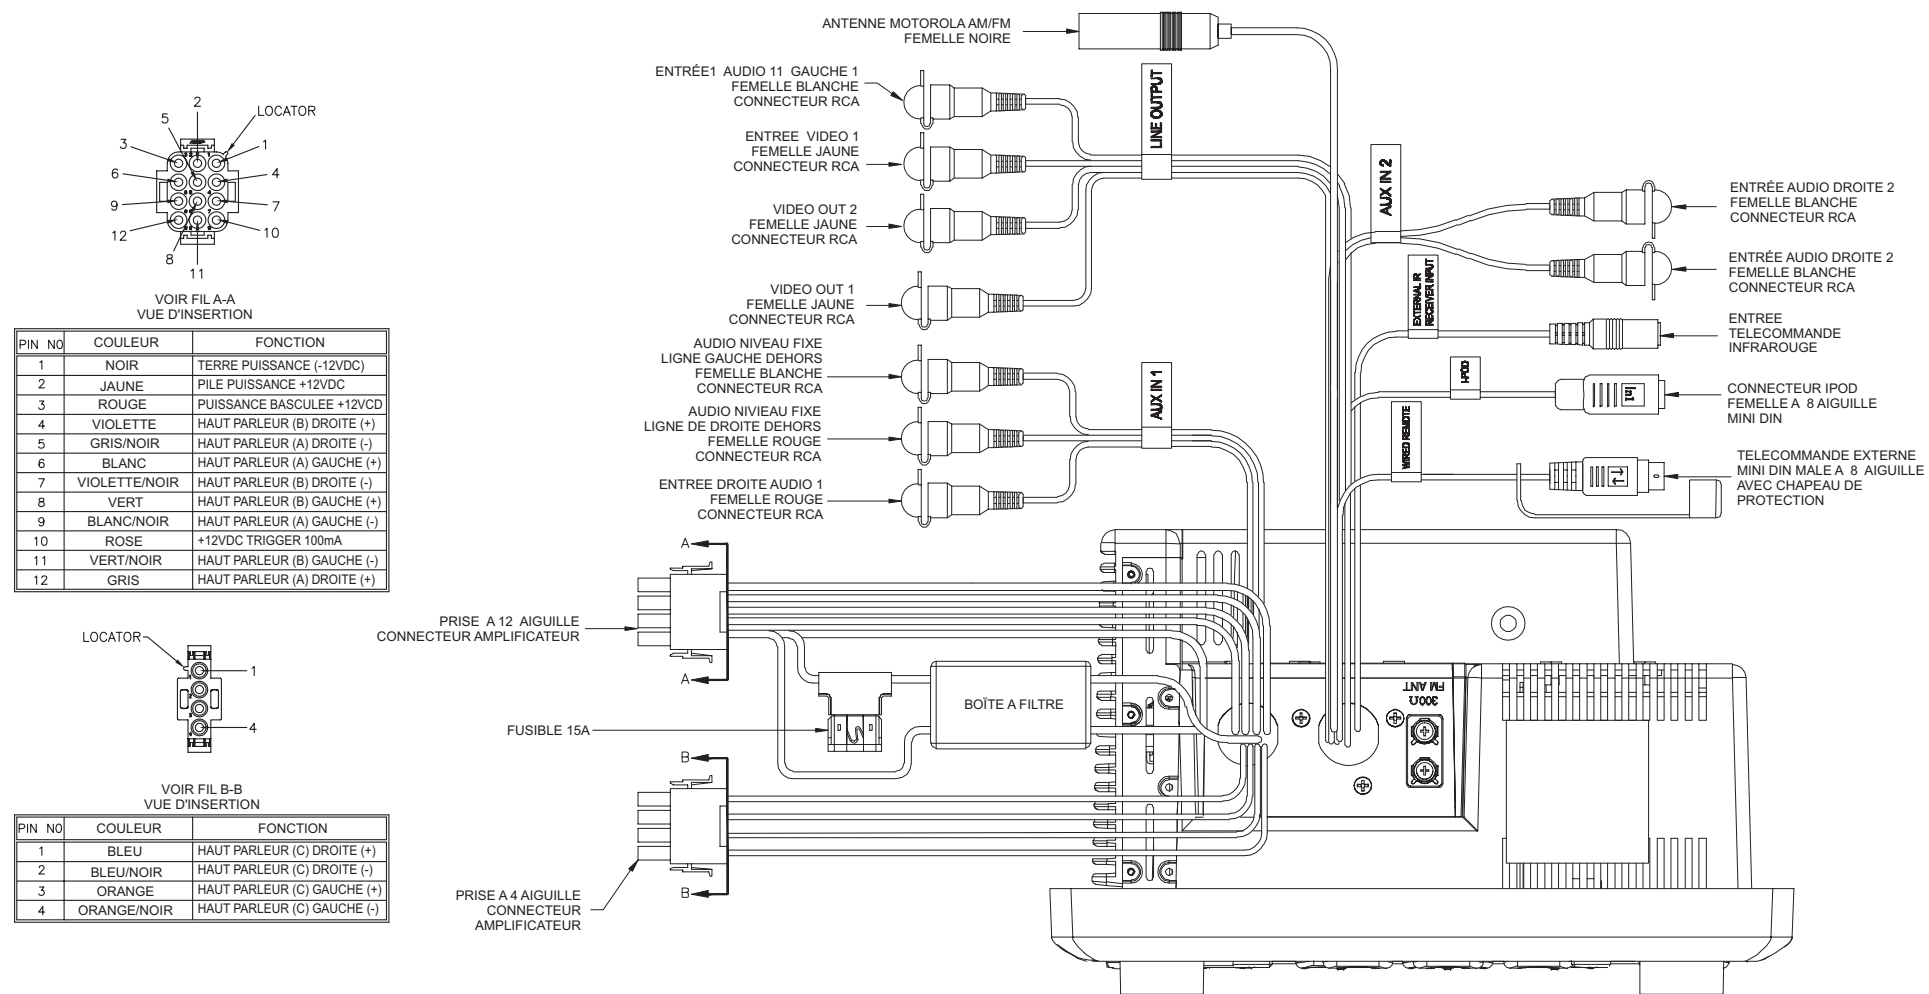 ANTENNE MOTOROLA AM/FM
FEMELLE NOIRE
ENTRÉE1 AUDIO 11 GAUCHE 1
FEMELLE BLANCHE
CONNECTEUR RCA
ENTREE VIDEO 1
FEMELLE JAUNE
CONNECTEUR RCA
VIDEO OUT 2
FEMELLE JAUNE
CONNECTEUR RCA
VIDEO OUT 1
FEMELLE JAUNE
CONNECTEUR RCA
AUDIO NIVEAU FIXE
LIGNE GAUCHE DEHORS
FEMELLE BLANCHE
CONNECTEUR RCA
AUDIO NIVIEAU FIXE
LIGNE DE DROITE DEHORS
FEMELLE ROUGE
CONNECTEUR RCA
ENTREE DROITE AUDIO 1
FEMELLE ROUGE
CONNECTEUR RCA
LINE OUTPUT
AUX IN 1
AUX IN 2
EXTERNAL IR
RECEIVER INPUT
I-POD
WIRED REMOTE
ENTRÉE AUDIO DROITE 2
FEMELLE BLANCHE
CONNECTEUR RCA
ENTRÉE AUDIO DROITE 2
FEMELLE BLANCHE
CONNECTEUR RCA
ENTREE
TELECOMMANDE
INFRAROUGE
CONNECTEUR IPOD
FEMELLE A 8 AIGUILLE
MINI DIN
TELECOMMANDE EXTERNE
MINI DIN MALE A 8 AIGUILLE
AVEC CHAPEAU DE
PROTECTION
2
5
LOCATOR
3
1
6
4
9
7
12
10
8
11
VOIR FIL A-A
VUE D'INSERTION
PIN N0 COULEUR FONCTION
1 NOIR TERRE PUISSANCE (-12VDC)
2 JAUNE PILE PUISSANCE +12VDC
3 ROUGE PUISSANCE BASCULEE +12VCD
4 VIOLETTE HAUT PARLEUR (B) DROITE (+)
5 GRIS/NOIR HAUT PARLEUR (A) DROITE (-)
6 BLANC HAUT PARLEUR (A) GAUCHE (+)
7 VIOLETTE/NOIR HAUT PARLEUR (B) DROITE (-)
8 VERT HAUT PARLEUR (B) GAUCHE (+)
9 BLANC/NOIR HAUT PARLEUR (A) GAUCHE (-)
10 ROSE +12VDC TRIGGER 100mA
11 VERT/NOIR HAUT PARLEUR (B) GAUCHE (-)
12 GRIS HAUT PARLEUR (A) DROITE (+)
LOCATOR
1
4
VOIR FIL B-B
VUE D'INSERTION
PIN N0 COULEUR FONCTION
1 BLEU HAUT PARLEUR (C) DROITE (+)
2 BLEU/NOIR HAUT PARLEUR (C) DROITE (-)
3 ORANGE HAUT PARLEUR (C) GAUCHE (+)
4 ORANGE/NOIR HAUT PARLEUR (C) GAUCHE (-)
A
PRISE A 12 AIGUILLE
CONNECTEUR AMPLIFICATEUR
A
FUSIBLE 15A
BOÎTE A FILTRE
B
B
PRISE A 4 AIGUILLE
CONNECTEUR
AMPLIFICATEUR
300Ω
FM ANT